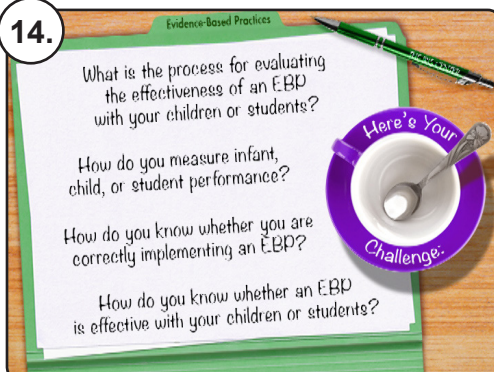 14.
Evidence-Based Practices
What is the process for evaluating
the effectiveness of an EBP
with your children or students?
How do you measure infant,
child, or student performance?
How do you know whether you are
correctly implementing an EBP?
How do you know whether an EBP
is effective with your children or students?
Here's Your
Challenge: